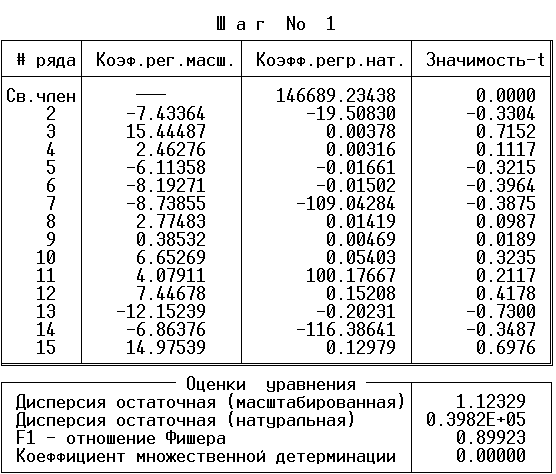 Шаг No 1
# ряда Коэф.рег.масш. Коэфф.регр.нат. Значимость-t
Св.член — 146689.23438 0.0000
2 -7.43364 -19.50830 -0.3304
3 15.44487 0.00378 0.7152
4 2.46276 0.00316 0.1117
5 -6.11358 -0.01661 -0.3215
6 -8.19271 -0.01502 -0.3964
7 -8.73855 -109.04284 -0.3875
8 2.77483 0.01419 0.0987
9 0.38532 0.00469 0.0189
10 6.65269 0.05403 0.3235
11 4.07911 100.17667 0.2117
12 7.44678 0.15208 0.4178
13 -12.15239 -0.20231 -0.7300
14 -6.86376 -116.38641 -0.3487
15 14.97539 0.12979 0.6976
Оценки уравнения
Дисперсия остаточная (масштабированная) 1.12329
Дисперсия остаточная (натуральная) 0.3982E+05
F1 - отношение Фишера 0.89923
Коэффициент множественной детерминации 0.00000